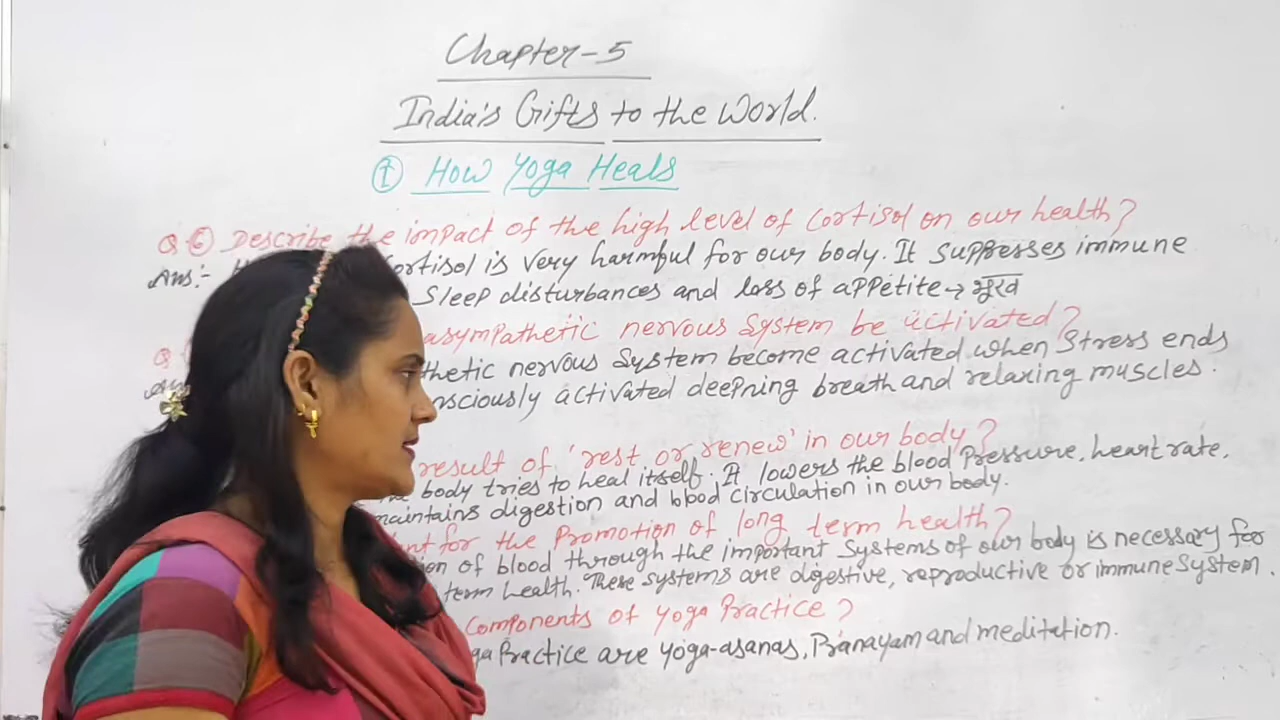 Chapter-5
India's Gifts to the World.
① How Yoga Heals
Q ⑥ Describe the impact of the high level of Cortisol on our health?
Ans:- Cortisol is very harmful for our body. It suppresses immune
Sleep disturbances and loss of appetite → भूख
asympathetic nervous System be activated?
thetic nervous System become activated when Stress ends
nsciously activated deepning breath and relaxing muscles.
result of 'rest or renew' in our body?
The body tries to heal itself. It lowers the blood Pressure, heart rate,
maintains digestion and blood circulation in our body.
for the Promotion of long term health?
ion of blood through the important Systems of our body is necessary for
term health. These systems are digestive, reproductive or immune System.
Components of Yoga Practice?
ga Practice are yoga-asanas, Pranayam and meditation.